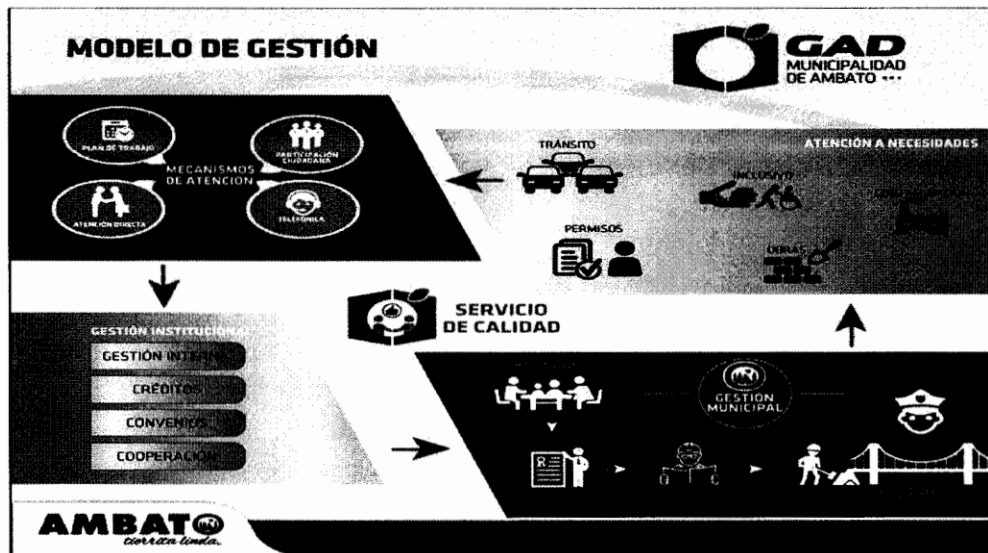 MODELO DE GESTIÓN
GAD
MUNICIPALIDAD
DE AMBATO
PLAN DE TRABAJO
PARTICIPACIÓN
CIUDADANA
MECANISMOS
DE ATENCION
ATENCIÓN DIRECTA
TELEFÓNICA
ATENCIÓN A NECESIDADES
TRÁNSITO
INCLUSIVO
PERMISOS
OBRAS
SERVICIO
DE CALIDAD
GESTIÓN INSTITUCIONAL
GESTIÓN INTERNA
CRÉDITOS
CONVENIOS
COOPERACIÓN
GESTIÓN
MUNICIPAL
AMBATO
tierrita linda.